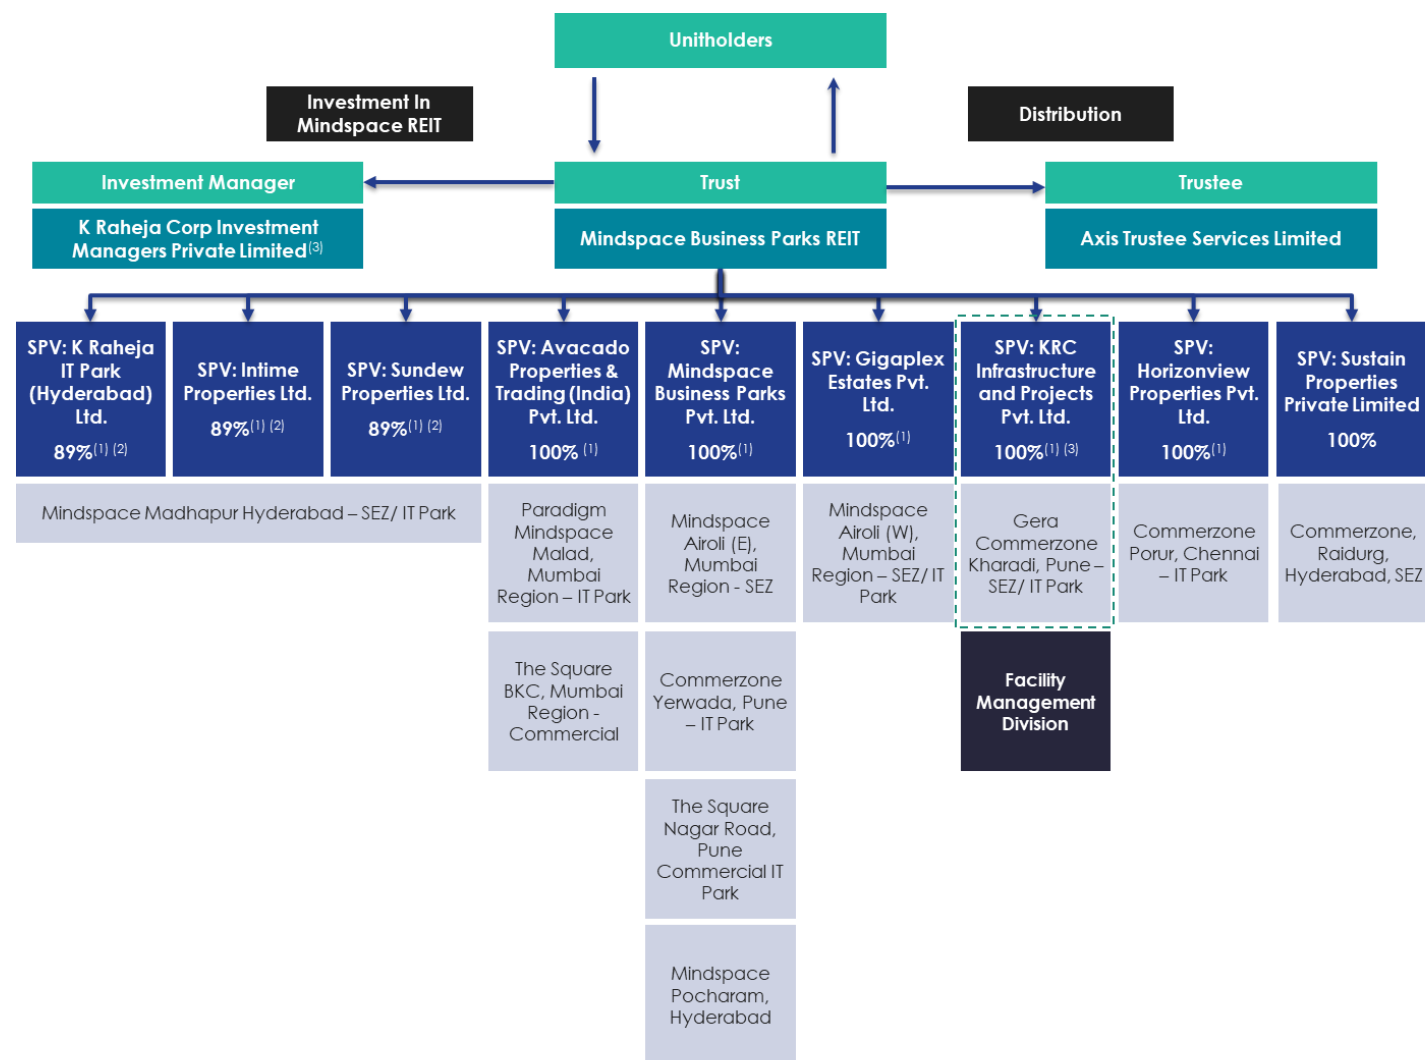 Unitholders
Investment In
Mindspace REIT
Distribution
Investment Manager
Trust
Trustee
K Raheja Corp Investment
Managers Private Limited(3)
Mindspace Business Parks REIT
Axis Trustee Services Limited
SPV: K Raheja
IT Park
(Hyderabad)
Ltd.
89%(1) (2)
SPV: Intime
Properties Ltd.
89%(1) (2)
SPV: Sundew
Properties Ltd.
89%(1) (2)
SPV: Avacado
Properties &
Trading (India)
Pvt. Ltd.
100% (1)
SPV:
Mindspace
Business Parks
Pvt. Ltd.
100%(1)
SPV: Gigaplex
Estates Pvt.
Ltd.
100%(1)
SPV: KRC
Infrastructure
and Projects
Pvt. Ltd.
100%(1) (3)
SPV:
Horizonview
Properties Pvt.
Ltd.
100%(1)
SPV: Sustain
Properties
Private Limited
100%
Mindspace Madhapur Hyderabad – SEZ/ IT Park
Paradigm
Mindspace
Malad,
Mumbai
Region – IT Park
Mindspace
Airoli (E),
Mumbai
Region - SEZ
Mindspace
Airoli (W),
Mumbai
Region – SEZ/ IT
Park
Gera
Commerzone
Kharadi, Pune –
SEZ/ IT Park
Commerzone
Porur, Chennai
– IT Park
Commerzone,
Raidurg,
Hyderabad, SEZ
The Square
BKC, Mumbai
Region -
Commercial
Commerzone
Yerwada, Pune
– IT Park
Facility
Management
Division
The Square
Nagar Road,
Pune
Commercial IT
Park
Mindspace
Pocharam,
Hyderabad